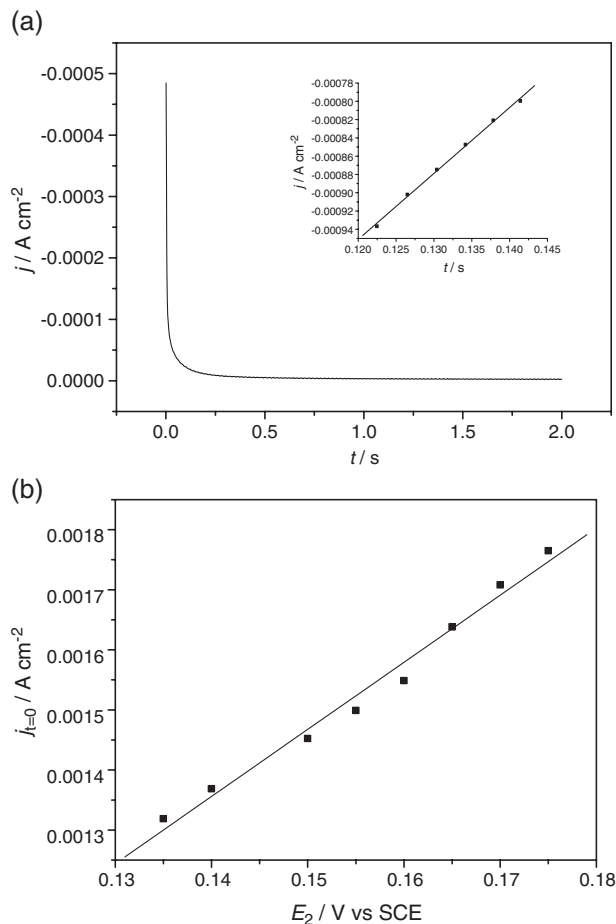 (a)
-0.0005
-0.0004
-0.0003
-0.0002
-0.0001
0.0000
j / A cm-2
0.0
0.5
1.0
1.5
2.0
t / s
-0.00078
-0.00080
-0.00082
-0.00084
-0.00086
-0.00088
-0.00090
-0.00092
-0.00094
j / A cm-2
0.120 0.125 0.130 0.135 0.140 0.145
t / s
(b)
0.0018
0.0017
0.0016
0.0015
0.0014
0.0013
jt=0 / A cm-2
0.13 0.14 0.15 0.16 0.17 0.18
E2 / V vs SCE